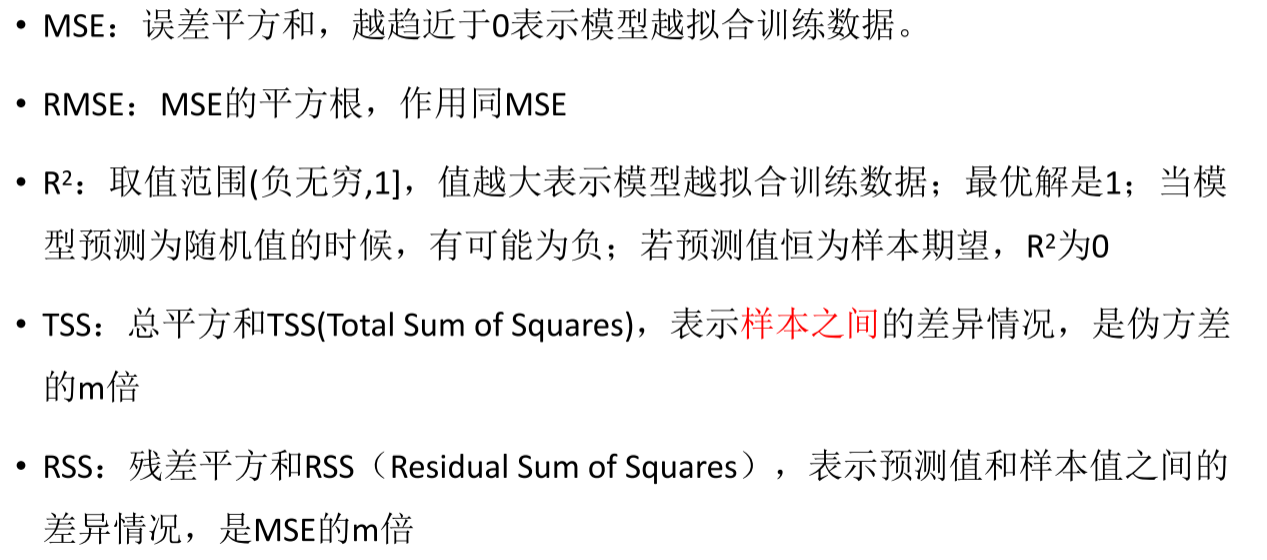 • MSE：误差平方和，越趋近于0表示模型越拟合训练数据。
• RMSE：MSE的平方根，作用同MSE
• R²：取值范围(负无穷,1]，值越大表示模型越拟合训练数据；最优解是1；当模
型预测为随机值的时候，有可能为负；若预测值恒为样本期望，R²为0
• TSS：总平方和TSS(Total Sum of Squares)，表示样本之间的差异情况，是伪方差
的m倍
• RSS：残差平方和RSS（Residual Sum of Squares），表示预测值和样本值之间的
差异情况，是MSE的m倍